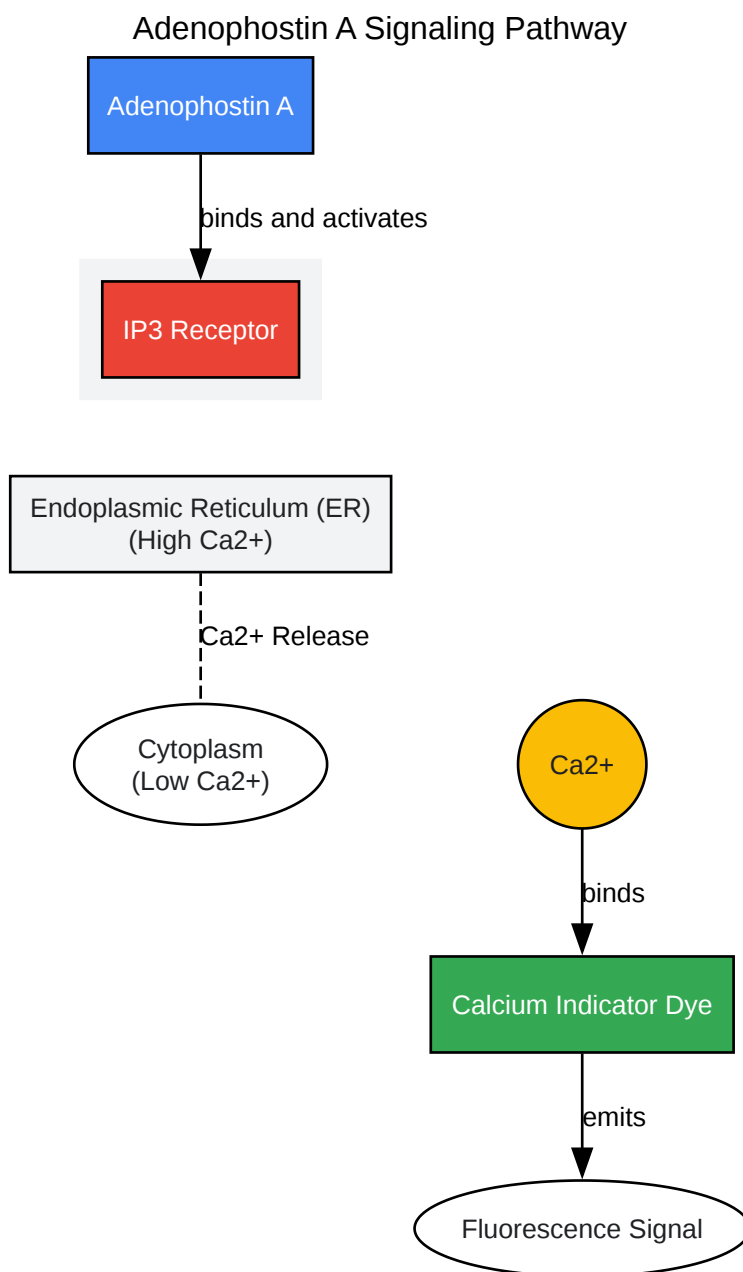 Adenophostin A Signaling Pathway
Adenophostin A
binds and activates
IP3 Receptor
Endoplasmic Reticulum (ER)
(High Ca2+)
Ca2+ Release
Cytoplasm
(Low Ca2+)
Ca2+
binds
Calcium Indicator Dye
emits
Fluorescence Signal